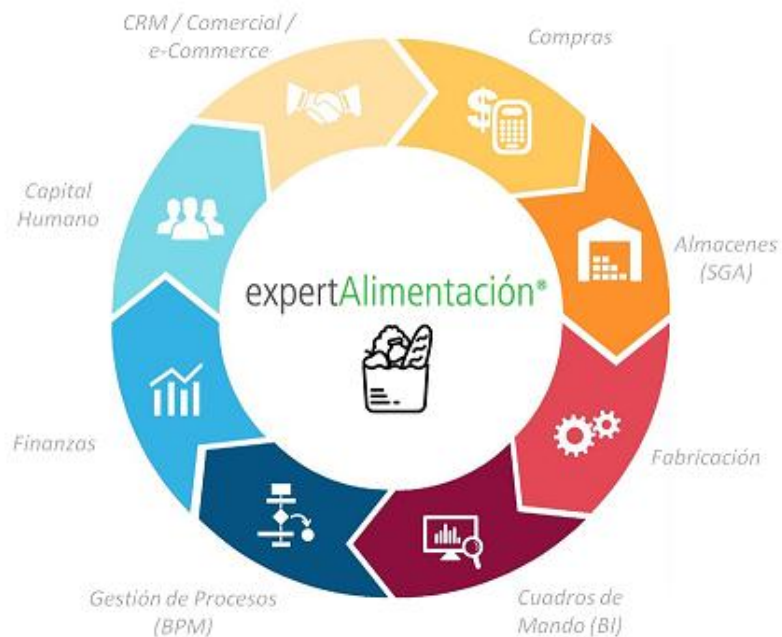 CRM / Comercial /
e-Commerce
Compras
Almacenes
(SGA)
Fabricación
Cuadros de
Mando (BI)
Gestión de Procesos
(BPM)
Finanzas
Capital
Humano
expertAlimentación®